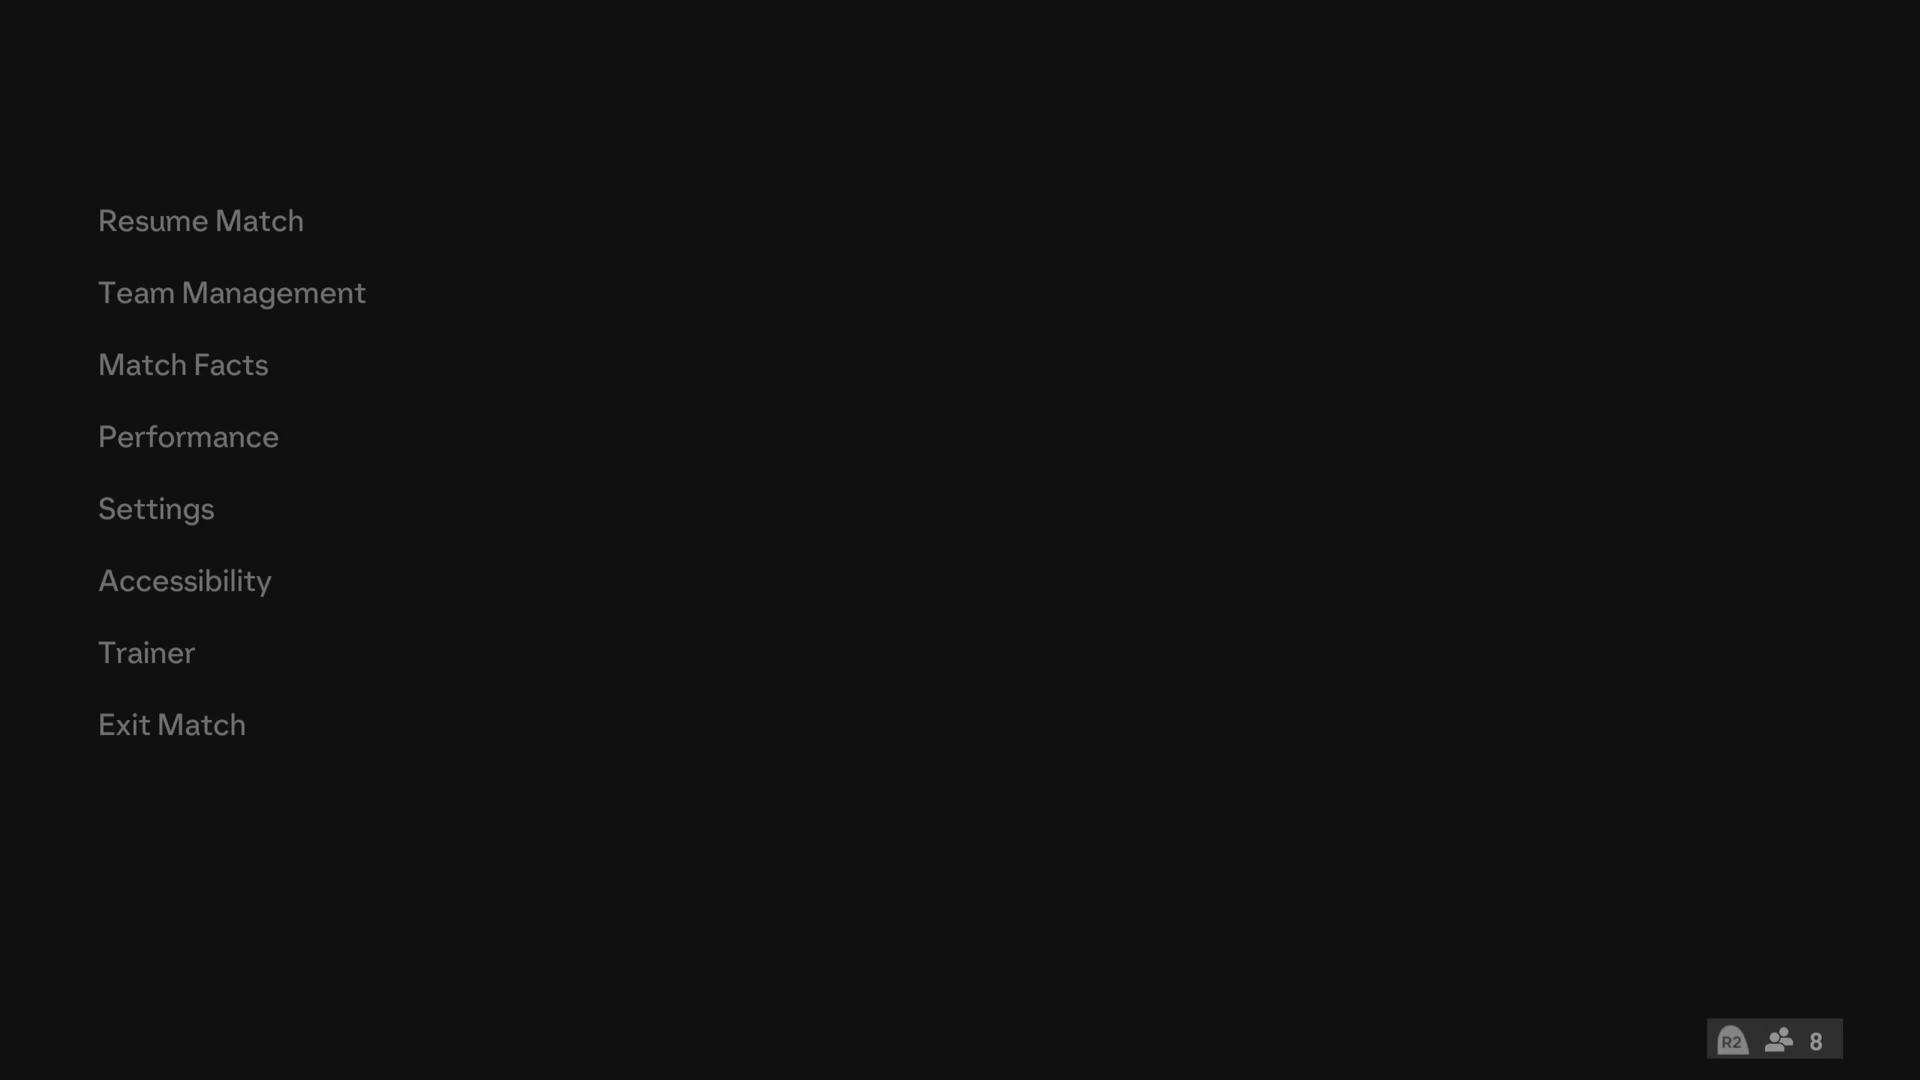 Resume Match
Team Management
Match Facts
Performance
Settings
Accessibility
Trainer
Exit Match
R2 8